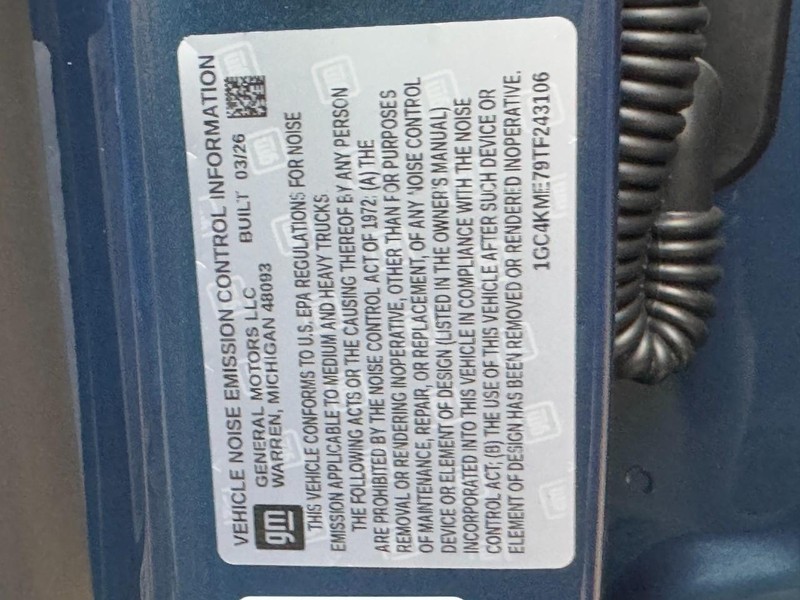 VEHICLE NOISE EMISSION CONTROL INFORMATION
gm
GENERAL MOTORS LLC BUILT 03/26
WARREN, MICHIGAN 48093
THIS VEHICLE CONFORMS TO U.S. EPA REGULATIONS FOR NOISE
EMISSION APPLICABLE TO MEDIUM AND HEAVY TRUCKS
THE FOLLOWING ACTS OR THE CAUSING THEREOF BY ANY PERSON
ARE PROHIBITED BY THE NOISE CONTROL ACT OF 1972: (A) THE
REMOVAL OR RENDERING INOPERATIVE, OTHER THAN FOR PURPOSES
OF MAINTENANCE, REPAIR, OR REPLACEMENT, OF ANY NOISE CONTROL
DEVICE OR ELEMENT OF DESIGN (LISTED IN THE OWNER'S MANUAL)
INCORPORATED INTO THIS VEHICLE IN COMPLIANCE WITH THE NOISE
CONTROL ACT; (B) THE USE OF THIS VEHICLE AFTER SUCH DEVICE OR
ELEMENT OF DESIGN HAS BEEN REMOVED OR RENDERED INOPERATIVE.
1GC4KME79TF243106